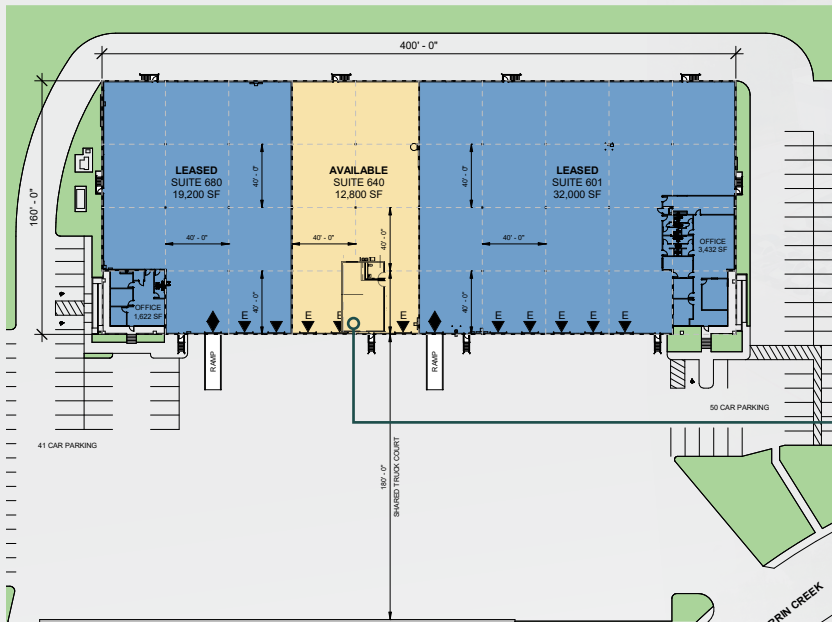 400' - 0"
160' - 0"
LEASED
SUITE 680
19,200 SF
AVAILABLE
SUITE 640
12,800 SF
LEASED
SUITE 601
32,000 SF
40' - 0"
40' - 0"
40' - 0"
40' - 0"
40' - 0"
40' - 0"
OFFICE
3,432 SF
OFFICE
1,622 SF
40' - 0"
40' - 0"
E
E
E
E
E
E
E
E
E
RAMP
RAMP
41 CAR PARKING
50 CAR PARKING
180' - 0"
SHARED TRUCK COURT
RRIN CREEK